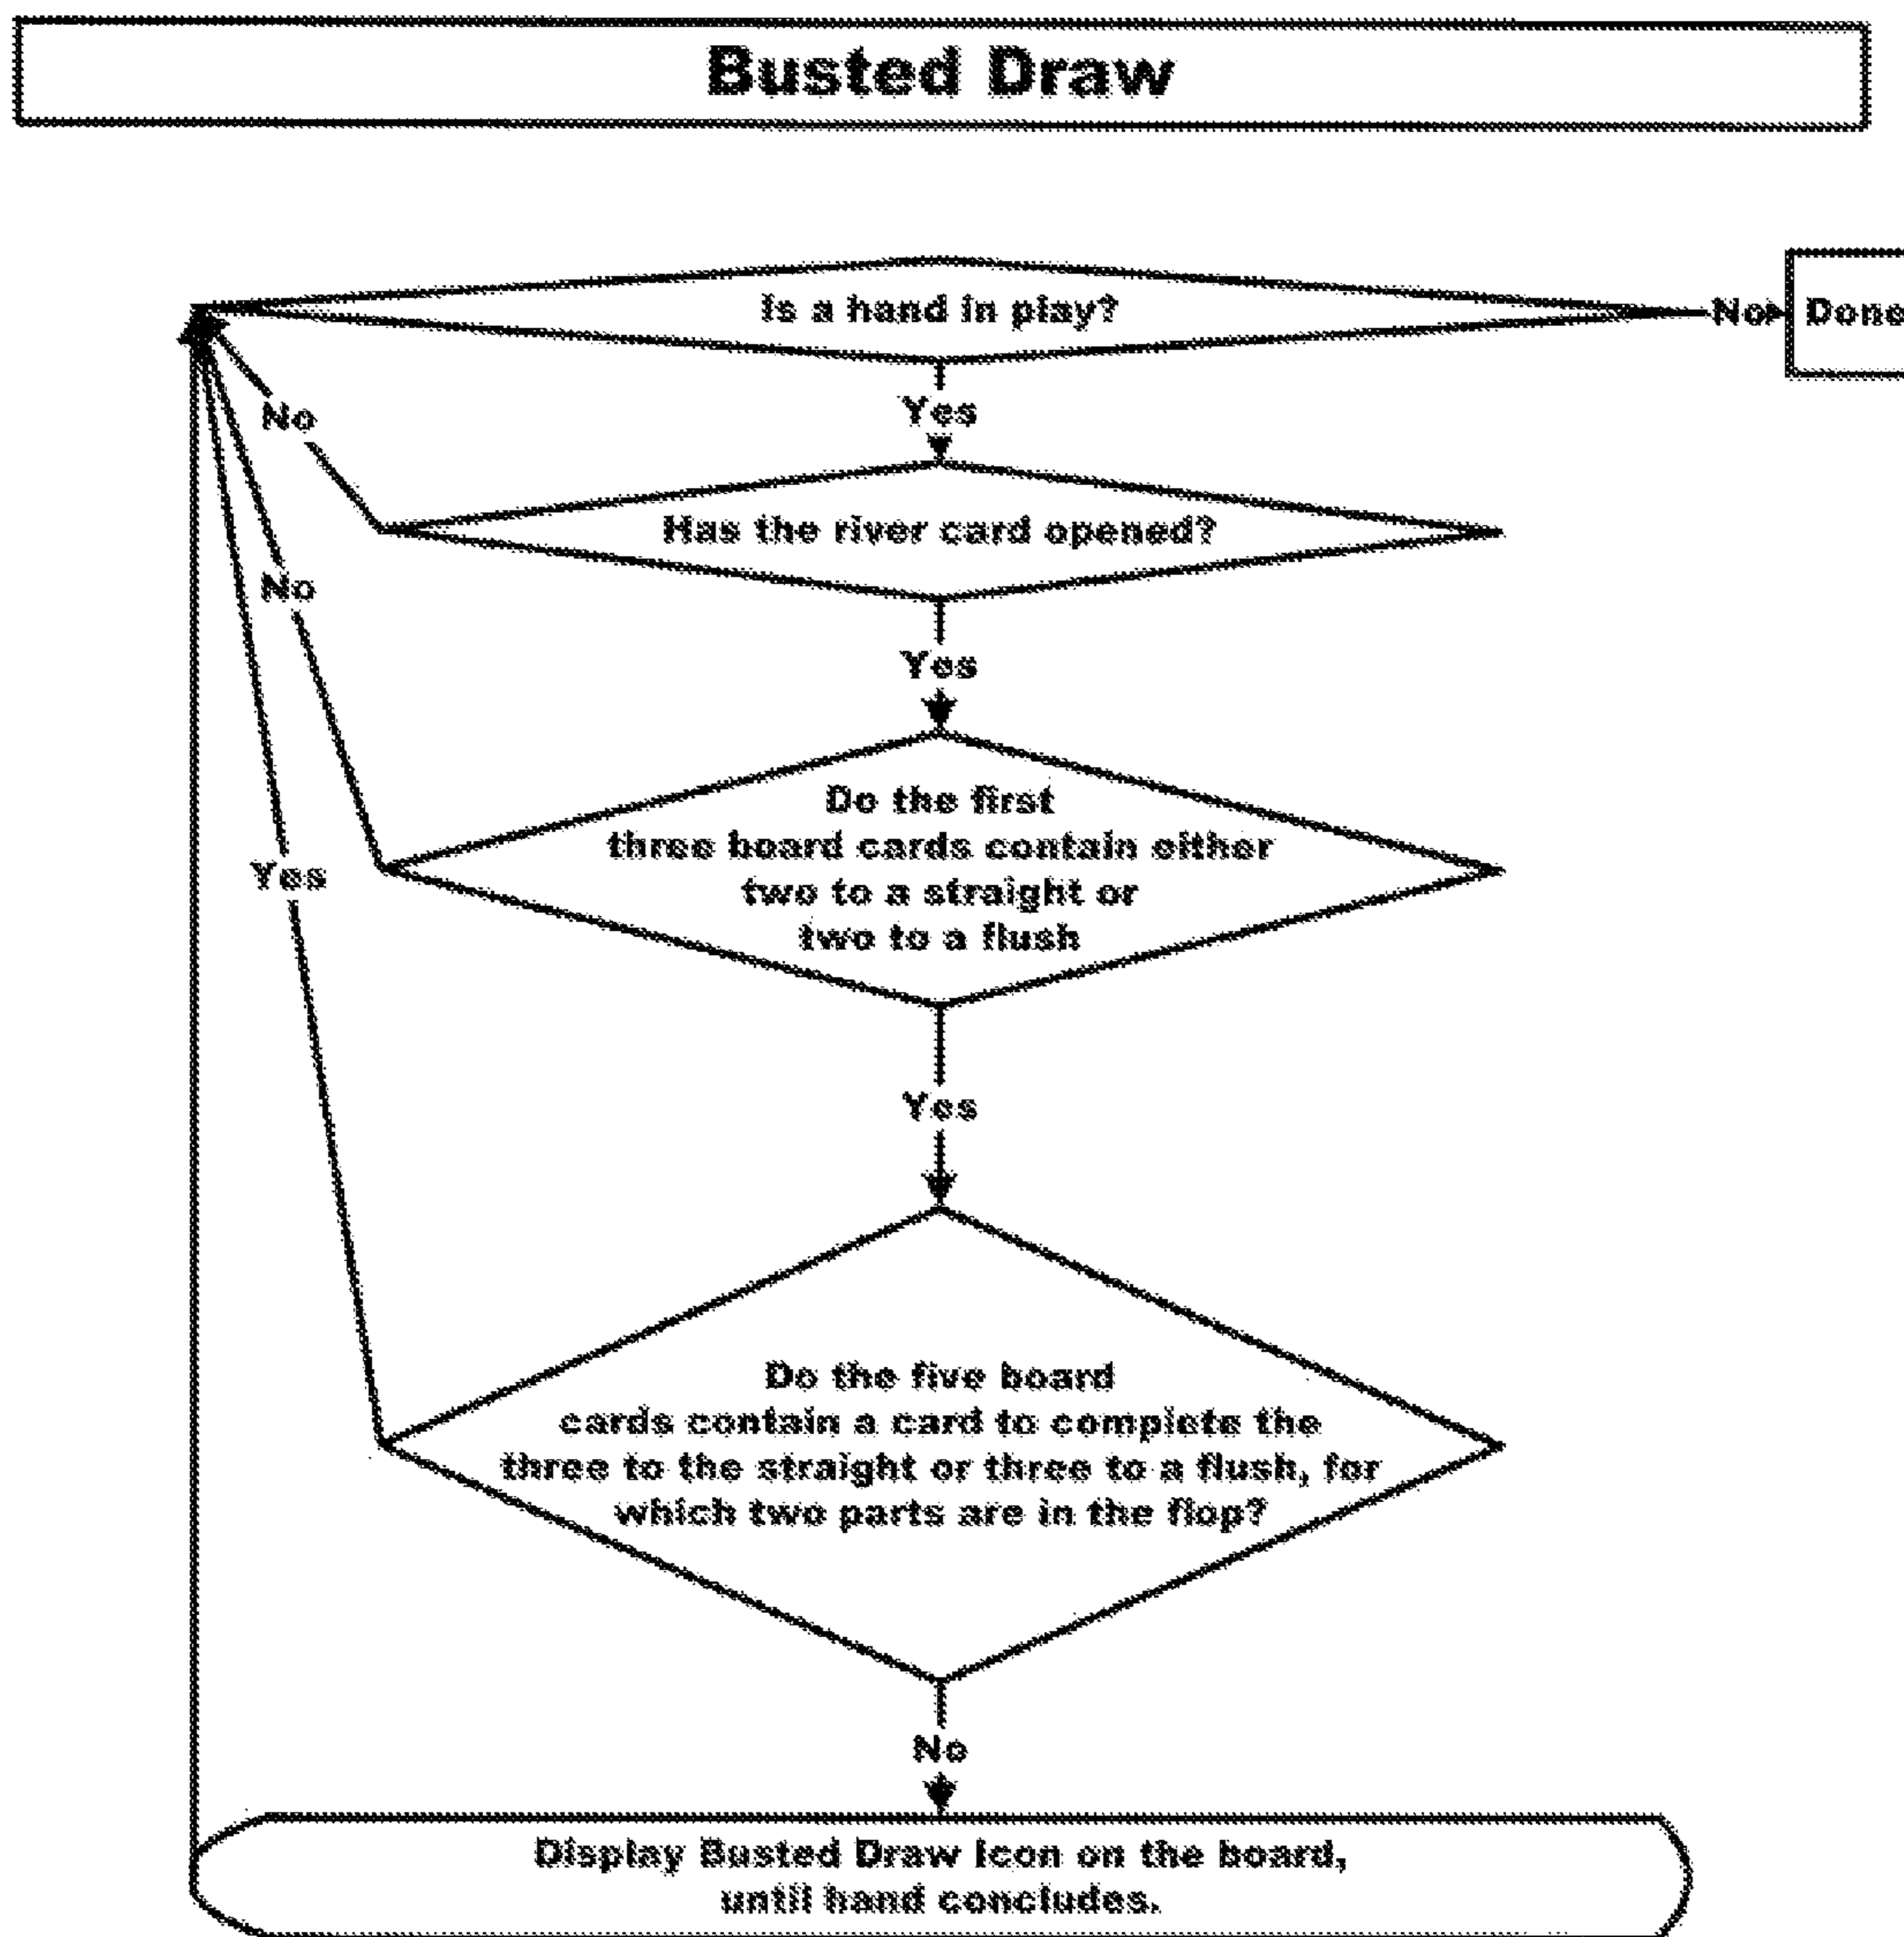 Busted Draw
Is a hand in play?
No
Done
Yes
No
Has the river card opened?
No
Yes
Do the first
three board cards contain either
two to a straight or
two to a flush
Yes
Yes
Do the five board
cards contain a card to complete the
three to the straight or three to a flush, for
which two parts are in the flop?
No
Display Busted Draw Icon on the board,
until hand concludes.